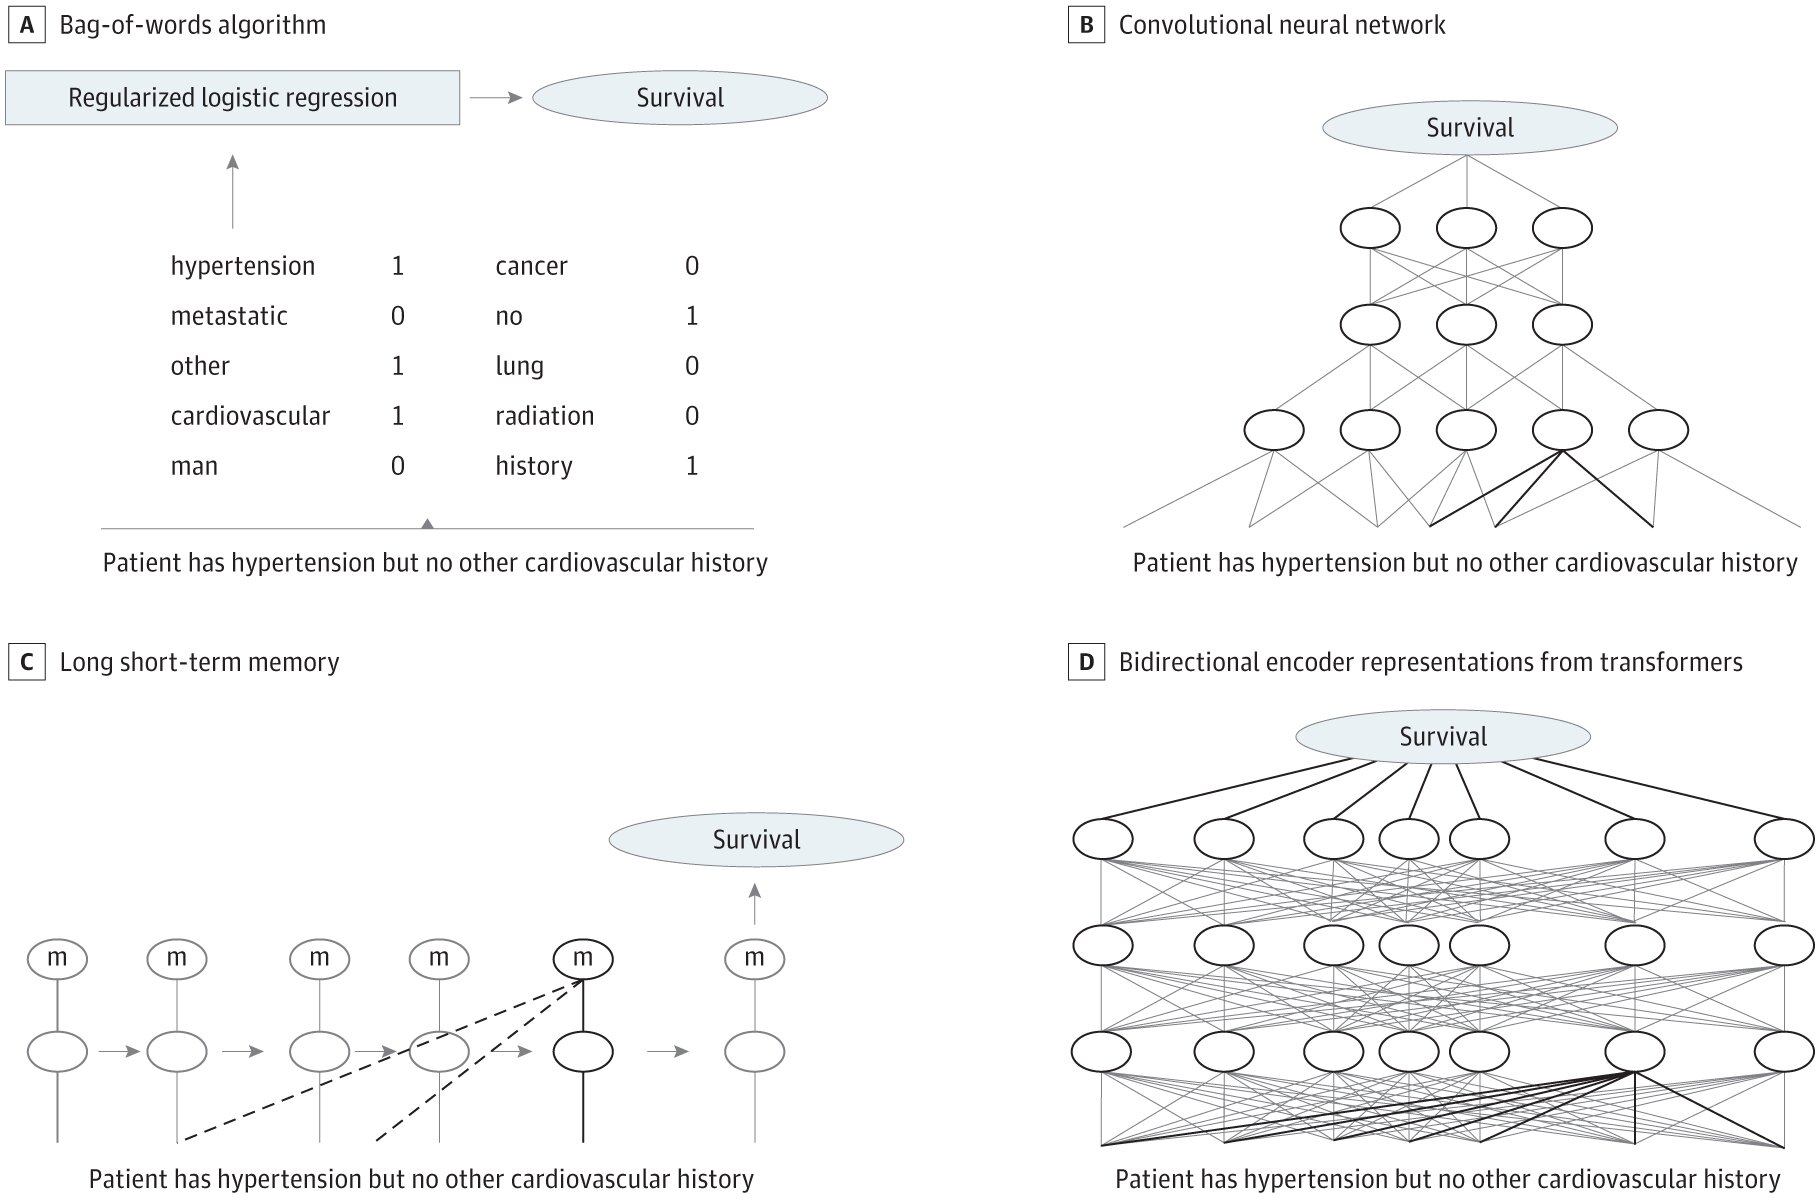 A Bag-of-words algorithm
Regularized logistic regression
Survival
hypertension 1 cancer 0
metastatic 0 no 1
other 1 lung 0
cardiovascular 1 radiation 0
man 0 history 1
Patient has hypertension but no other cardiovascular history
B Convolutional neural network
Survival
Patient has hypertension but no other cardiovascular history
C Long short-term memory
Survival
m m m m m m
Patient has hypertension but no other cardiovascular history
D Bidirectional encoder representations from transformers
Survival
Patient has hypertension but no other cardiovascular history